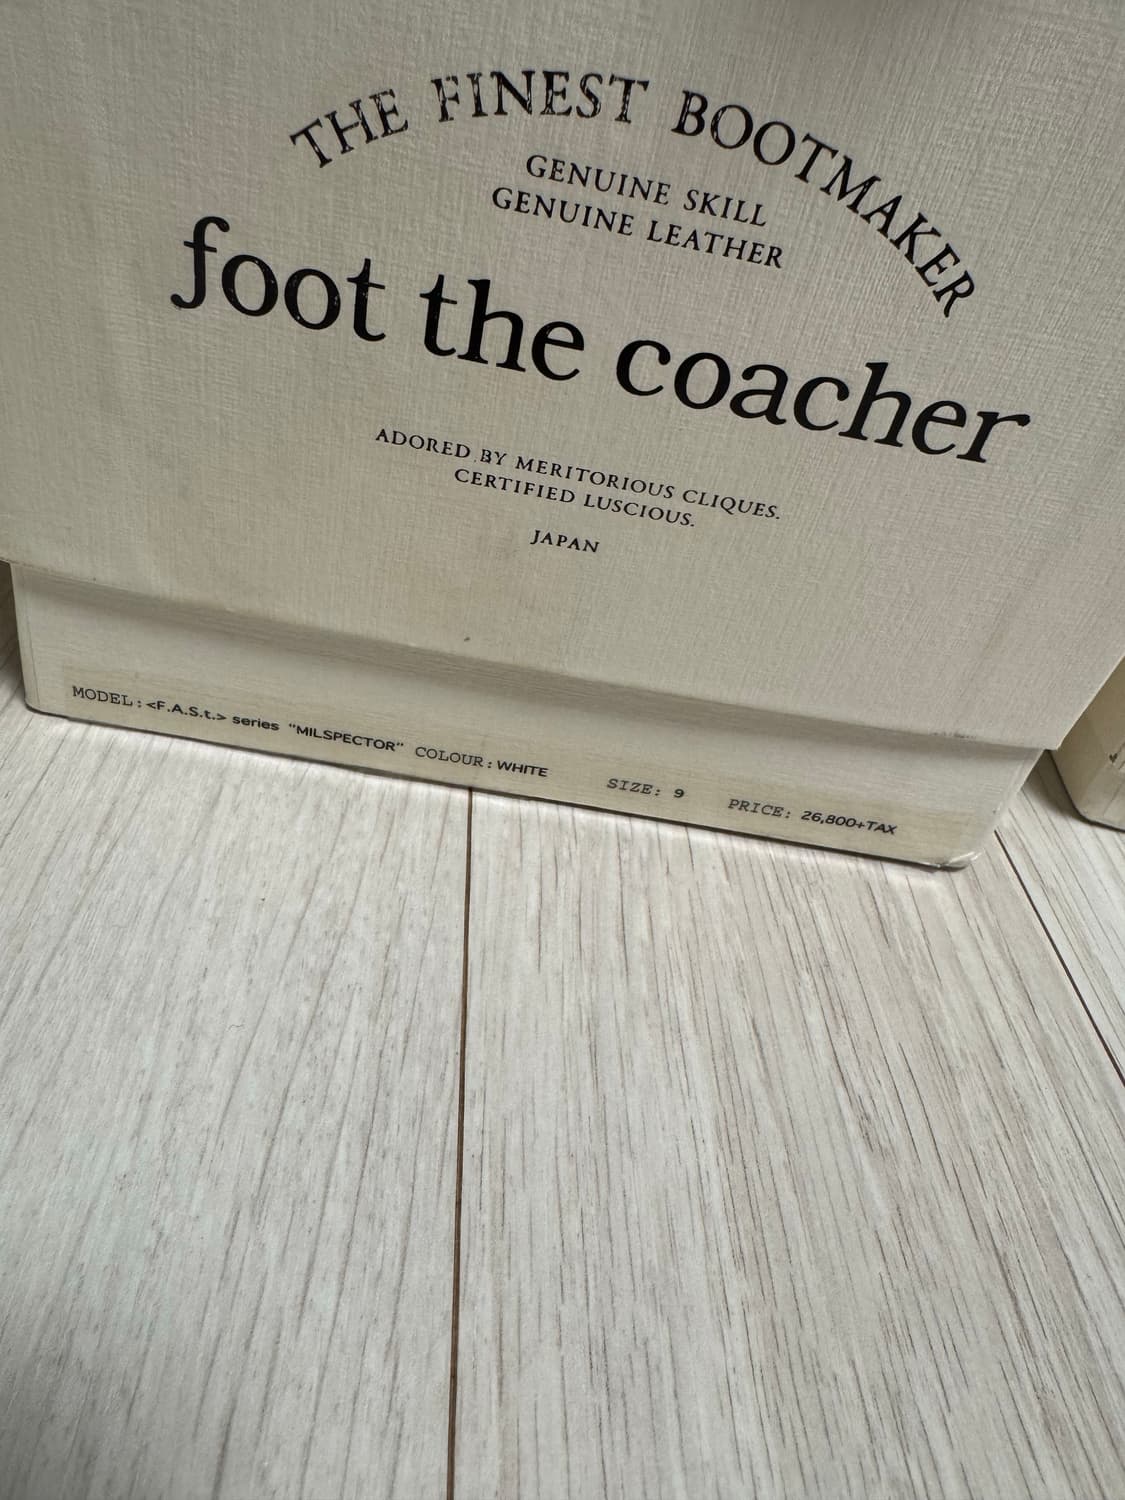 THE FINEST BOOTMAKER
GENUINE SKILL
GENUINE LEATHER
foot the coacher
ADORED BY MERITORIOUS CLIQUES.
CERTIFIED LUSCIOUS.
JAPAN
MODEL:<F.A.S.t.> series "MILSPECTOR" COLOUR:WHITE SIZE: 9 PRICE: 26,800+TAX